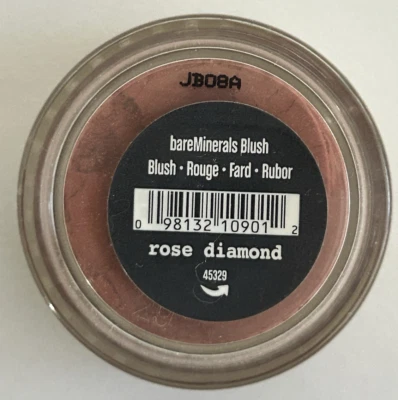 JB08A
bareMinerals Blush
Blush • Rouge • Fard • Rubor
0 98132 10901 2
rose diamond
45329